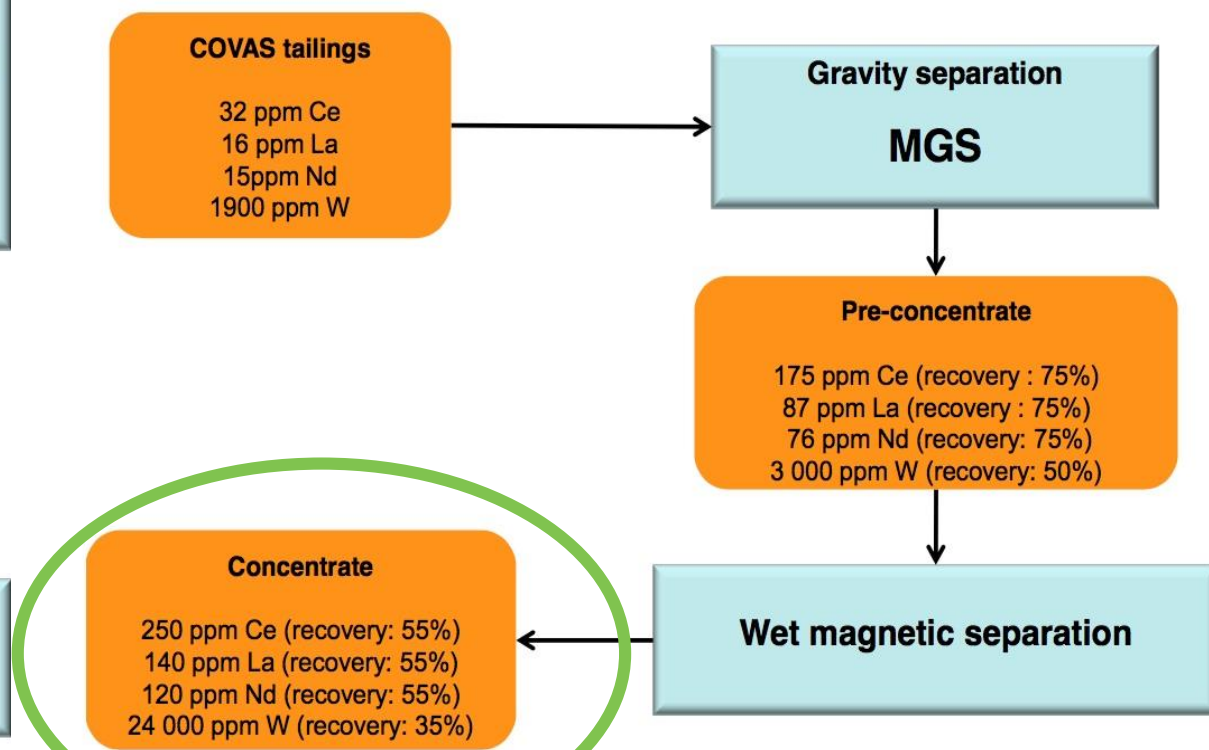 COVAS tailings
32 ppm Ce
16 ppm La
15ppm Nd
1900 ppm W
Gravity separation
MGS
Pre-concentrate
175 ppm Ce (recovery : 75%)
87 ppm La (recovery : 75%)
76 ppm Nd (recovery: 75%)
3 000 ppm W (recovery: 50%)
Wet magnetic separation
Concentrate
250 ppm Ce (recovery: 55%)
140 ppm La (recovery: 55%)
120 ppm Nd (recovery: 55%)
24 000 ppm W (recovery: 35%)